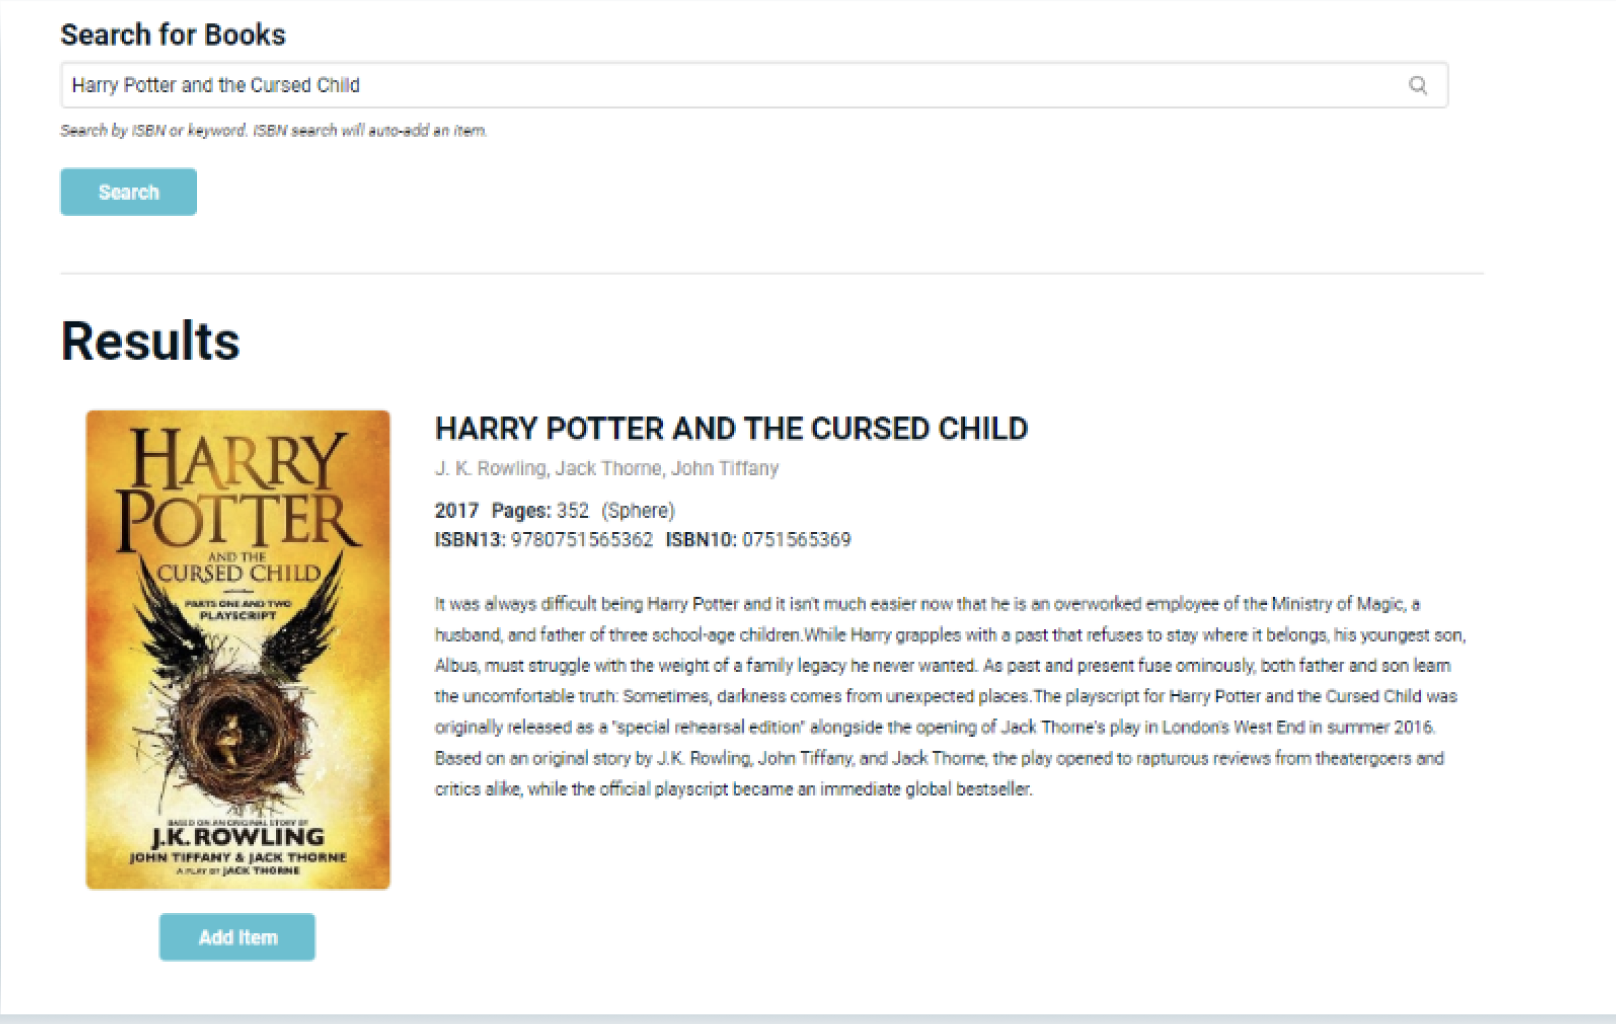 Search for Books
Harry Potter and the Cursed Child
Search by ISBN or keyword. ISBN search will auto-add an item.
Search
Results
HARRY
POTTER
AND THE
CURSED CHILD
PARTS ONE AND TWO
PLAYSCRIPT
BASED ON AN ORIGINAL STORY BY
J.K. ROWLING
JOHN TIFFANY & JACK THORNE
A PLAY BY JACK THORNE
Add Item
HARRY POTTER AND THE CURSED CHILD
J. K. Rowling, Jack Thorne, John Tiffany
2017 Pages: 352 (Sphere)
ISBN13: 9780751565362 ISBN10: 0751565369
It was always difficult being Harry Potter and it isn't much easier now that he is an overworked employee of the Ministry of Magic, a
husband, and father of three school-age children.While Harry grapples with a past that refuses to stay where it belongs, his youngest son,
Albus, must struggle with the weight of a family legacy he never wanted. As past and present fuse ominously, both father and son learn
the uncomfortable truth: Sometimes, darkness comes from unexpected places.The playscript for Harry Potter and the Cursed Child was
originally released as a "special rehearsal edition" alongside the opening of Jack Thorne's play in London's West End in summer 2016.
Based on an original story by J.K. Rowling, John Tiffany, and Jack Thorne, the play opened to rapturous reviews from theatergoers and
critics alike, while the official playscript became an immediate global bestseller.